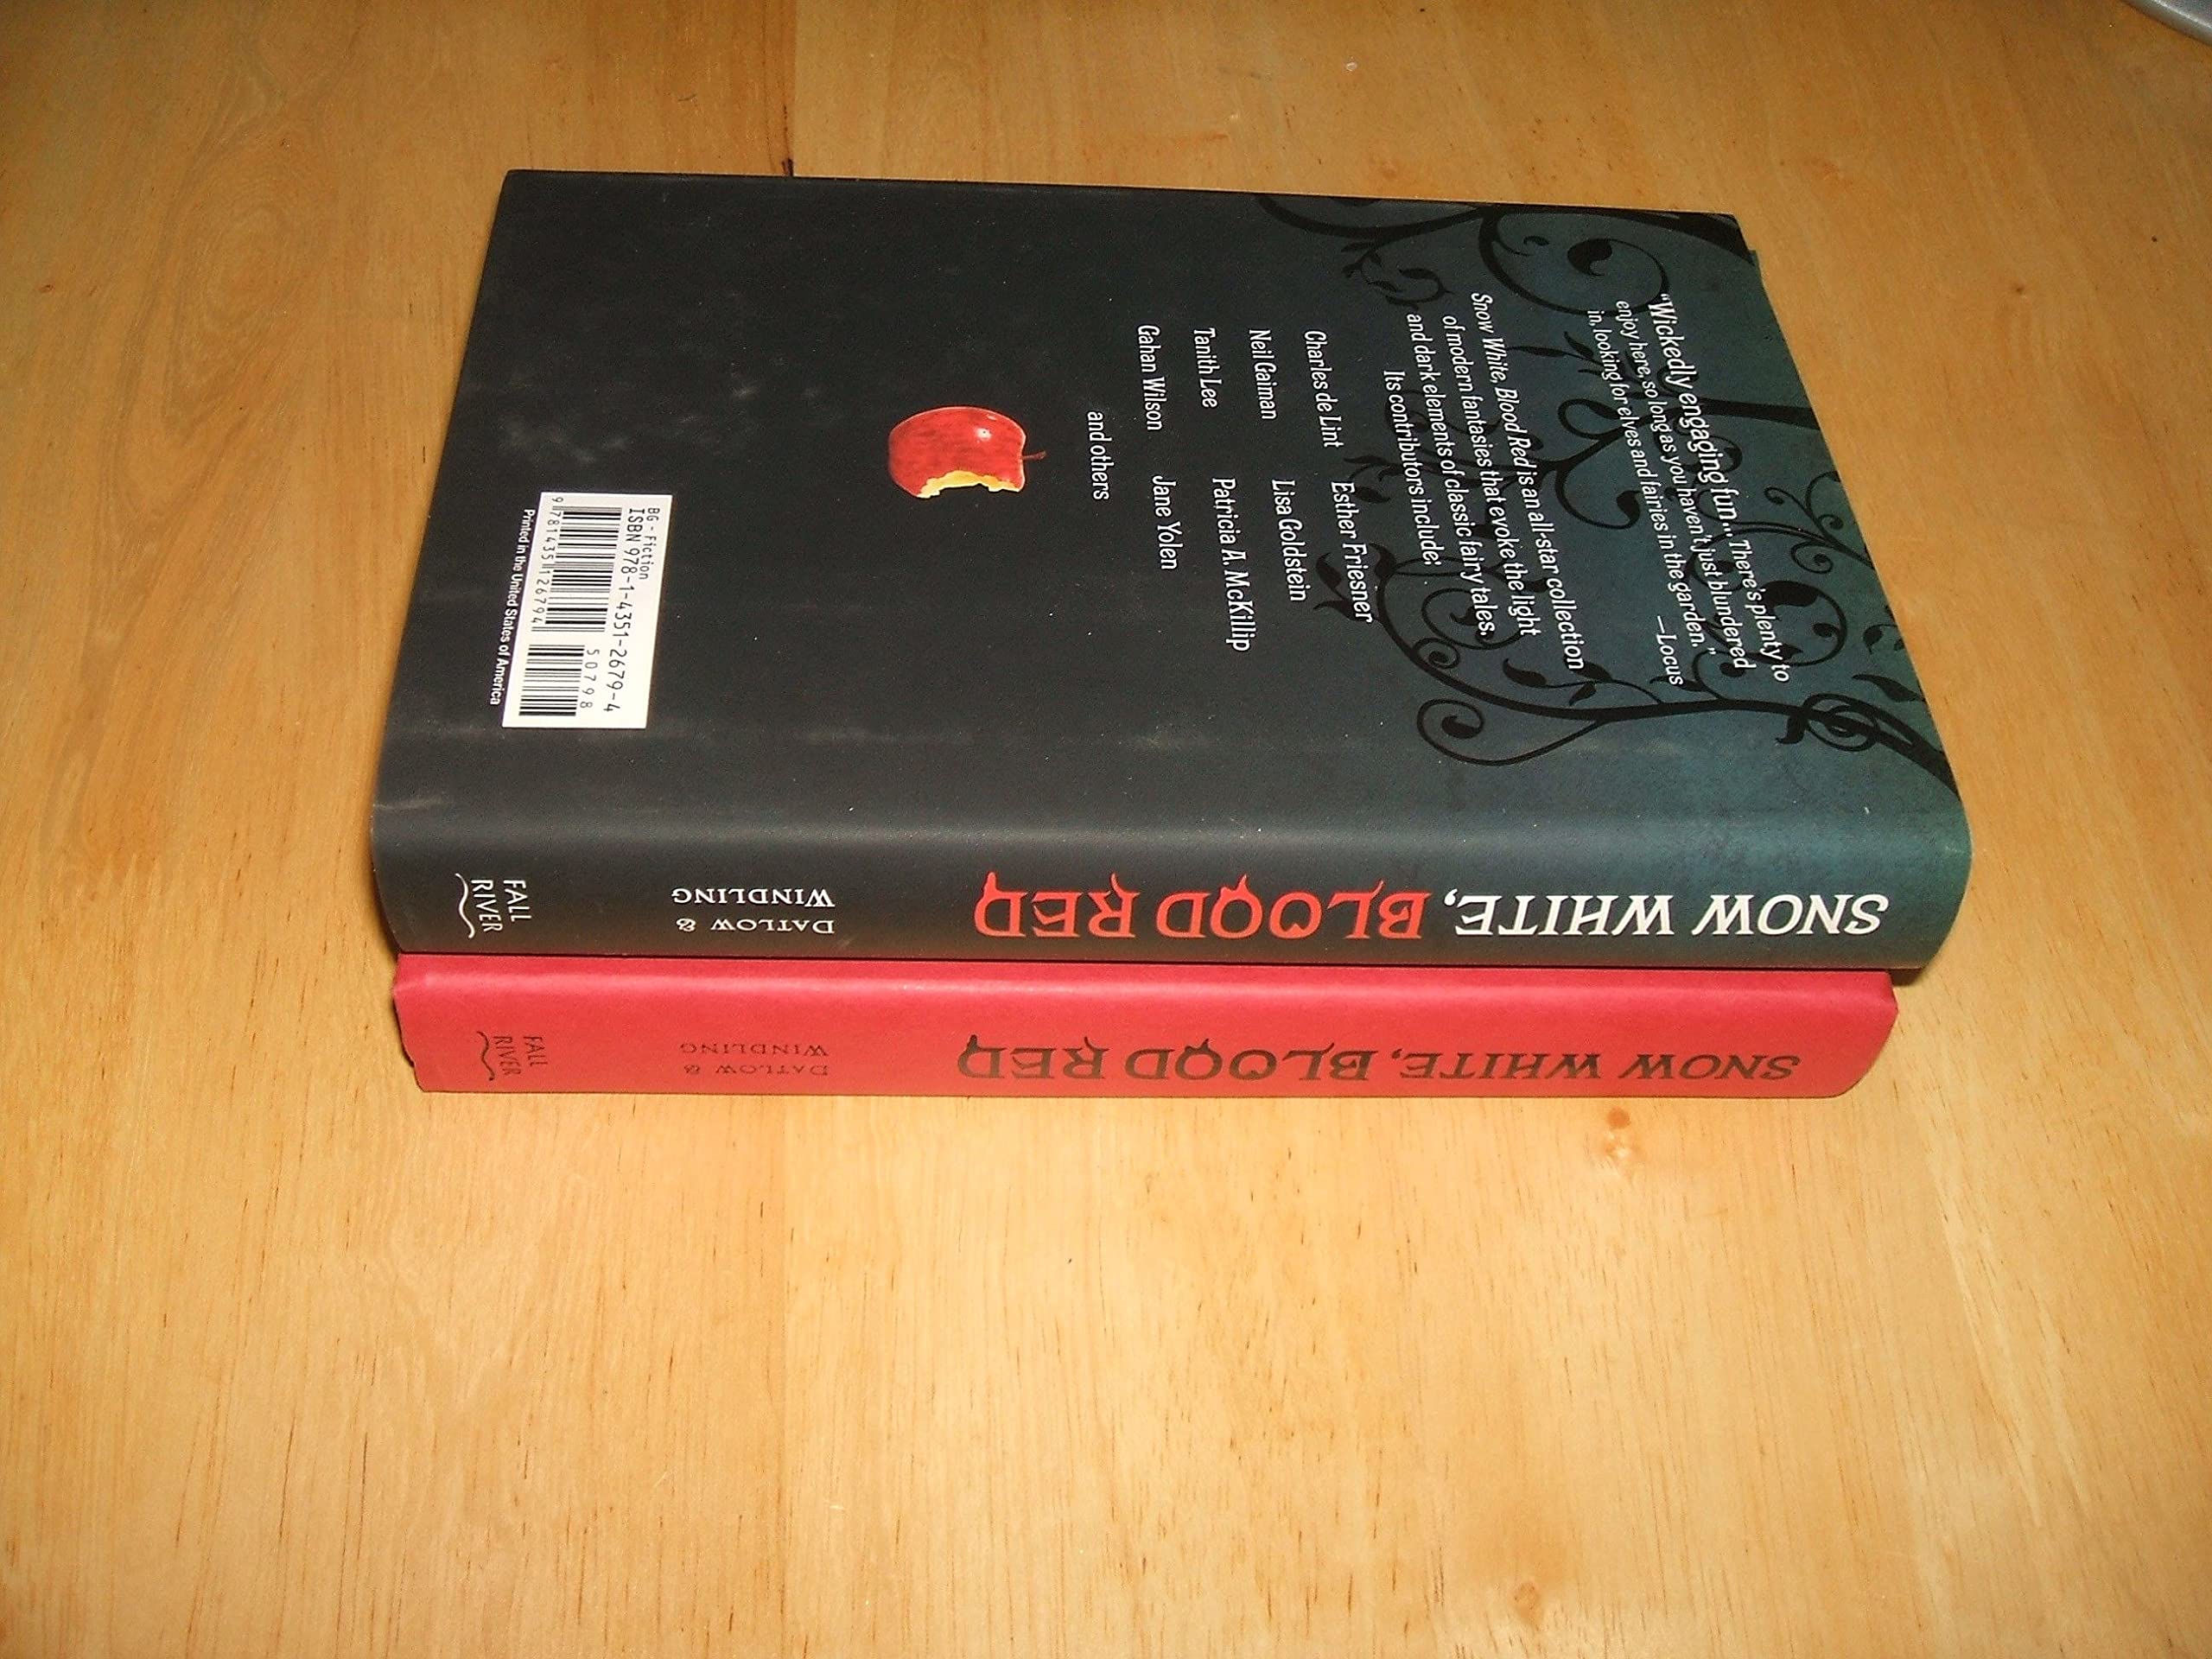 "Wickedly engaging fun." There's plenty to
enjoy here, so long as you haven't just blundered
in, looking for elves and fairies in the garden."
—Locus
Snow White, Blood Red is an all-star collection
of modern fantasies that evoke the light
and dark elements of classic fairy tales.
Its contributors include:
Charles de Lint Esther Friesner
Neil Gaiman Lisa Goldstein
Tanith Lee Patricia A. McKillip
Gahan Wilson Jane Yolen
and others
BG - Fiction
ISBN 978-1-4351-2679-4
50798
9 781435 126794
Printed in the United States of America
SNOW WHITE, BLOOD RED
DATLOW &
WINDLING
FALL
RIVER
SNOW WHITE, BLOOD RED
DATLOW &
WINDLING
FALL
RIVER